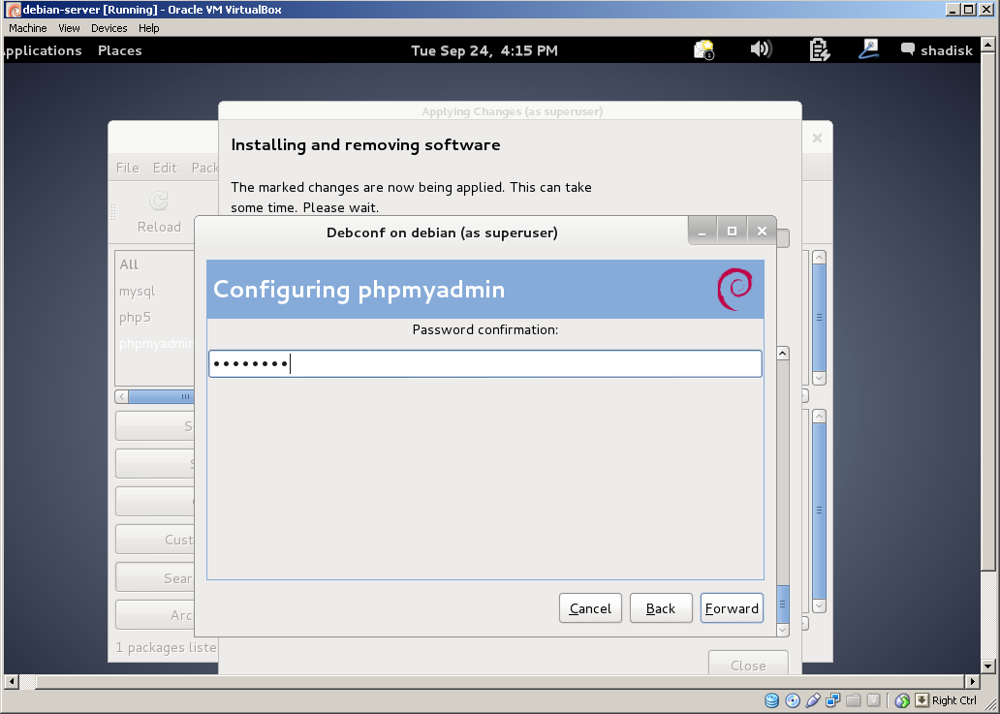 debian-server [Running] - Oracle VM VirtualBox
Machine View Devices Help
pplications Places Tue Sep 24, 4:15 PM 1 shadisk
Applying Changes (as superuser)
Installing and removing software
File Edit Pack
The marked changes are now being applied. This can take
some time. Please wait.
Reload
Debconf on debian (as superuser)
All
mysql
php5
phpmyadmin
Configuring phpmyadmin
Password confirmation:
••••••••
S
S
Cust
Sear
Arc
Cancel Back Forward
1 packages liste
Close
Right Ctrl